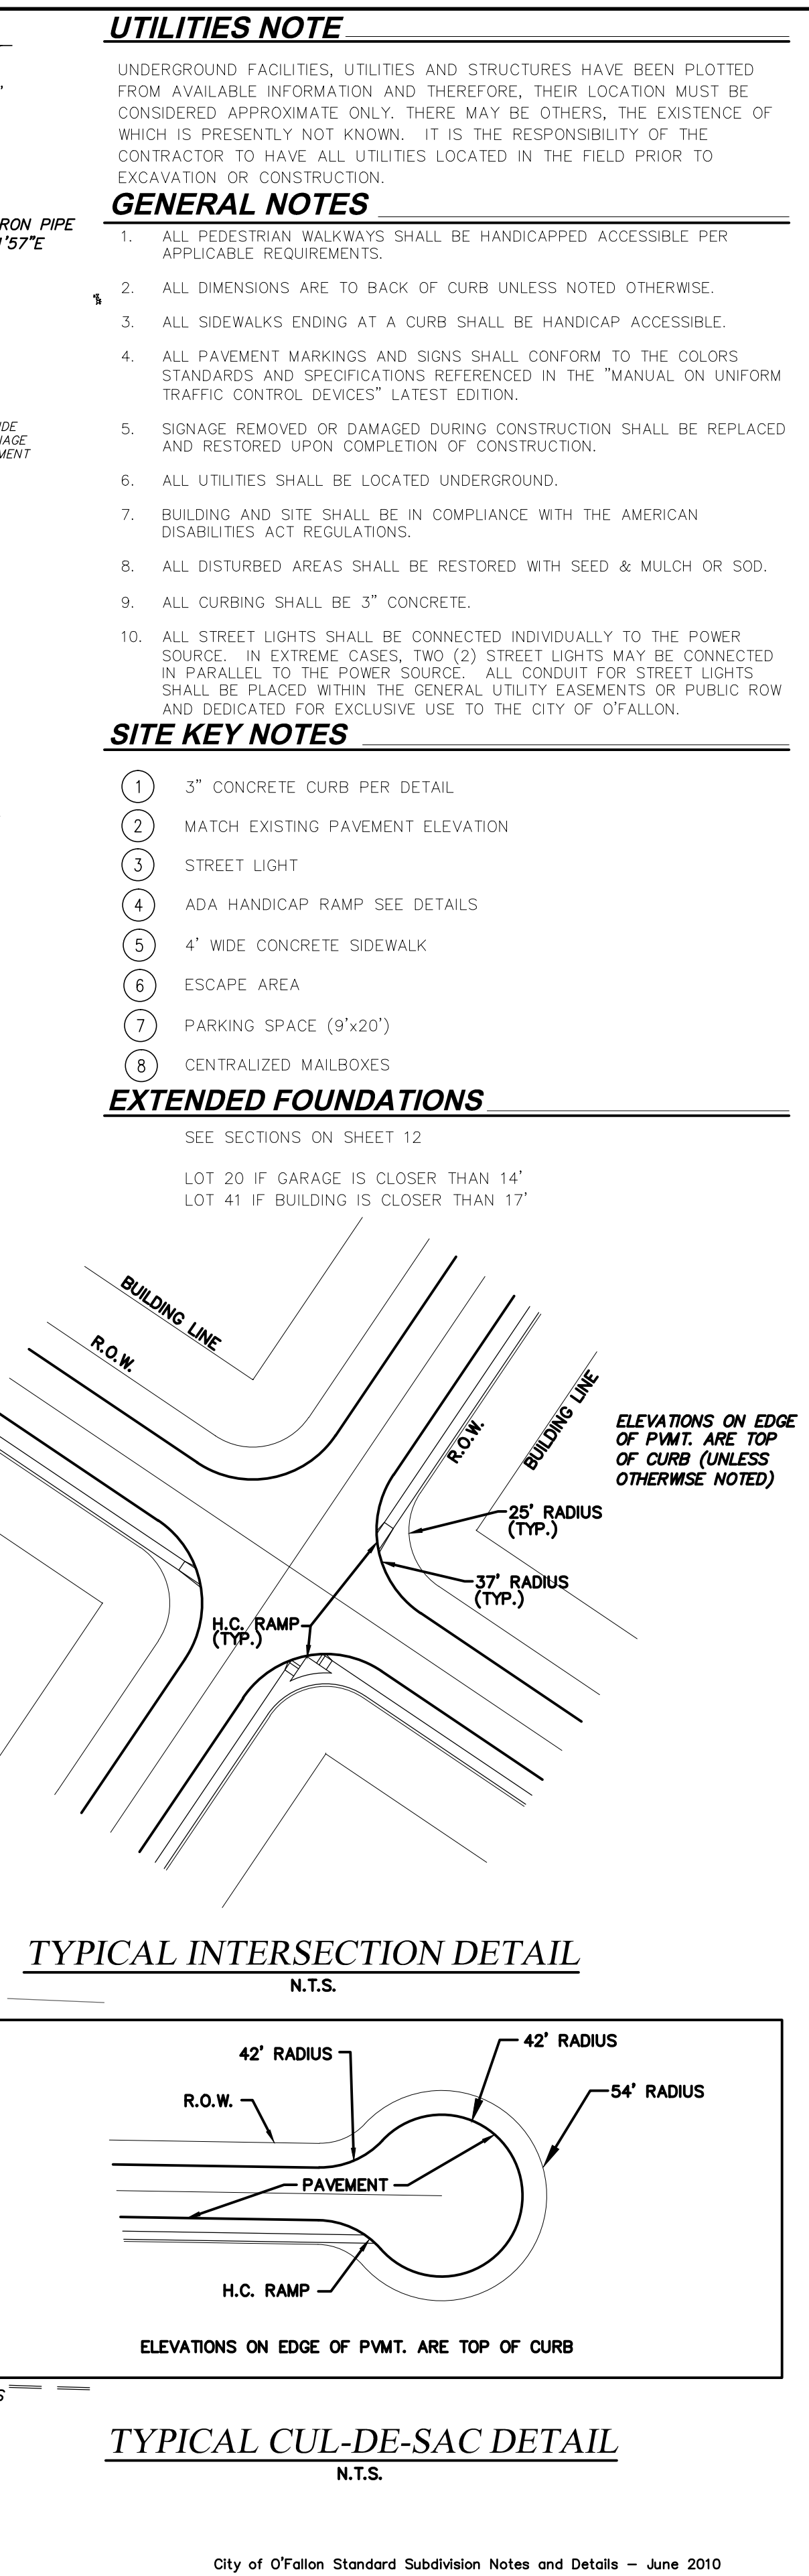 UTILITIES NOTE
UNDERGROUND FACILITIES, UTILITIES AND STRUCTURES HAVE BEEN PLOTTED
FROM AVAILABLE INFORMATION AND THEREFORE, THEIR LOCATION MUST BE
CONSIDERED APPROXIMATE ONLY. THERE MAY BE OTHERS, THE EXISTENCE OF
WHICH IS PRESENTLY NOT KNOWN. IT IS THE RESPONSIBILITY OF THE
CONTRACTOR TO HAVE ALL UTILITIES LOCATED IN THE FIELD PRIOR TO
EXCAVATION OR CONSTRUCTION.
RON PIPE
'57"E
GENERAL NOTES
1. ALL PEDESTRIAN WALKWAYS SHALL BE HANDICAPPED ACCESSIBLE PER
APPLICABLE REQUIREMENTS.
2. ALL DIMENSIONS ARE TO BACK OF CURB UNLESS NOTED OTHERWISE.
3. ALL SIDEWALKS ENDING AT A CURB SHALL BE HANDICAP ACCESSIBLE.
4. ALL PAVEMENT MARKINGS AND SIGNS SHALL CONFORM TO THE COLORS
STANDARDS AND SPECIFICATIONS REFERENCED IN THE "MANUAL ON UNIFORM
TRAFFIC CONTROL DEVICES" LATEST EDITION.
5. SIGNAGE REMOVED OR DAMAGED DURING CONSTRUCTION SHALL BE REPLACED
AND RESTORED UPON COMPLETION OF CONSTRUCTION.
6. ALL UTILITIES SHALL BE LOCATED UNDERGROUND.
7. BUILDING AND SITE SHALL BE IN COMPLIANCE WITH THE AMERICAN
DISABILITIES ACT REGULATIONS.
8. ALL DISTURBED AREAS SHALL BE RESTORED WITH SEED & MULCH OR SOD.
9. ALL CURBING SHALL BE 3" CONCRETE.
10. ALL STREET LIGHTS SHALL BE CONNECTED INDIVIDUALLY TO THE POWER
SOURCE. IN EXTREME CASES, TWO (2) STREET LIGHTS MAY BE CONNECTED
IN PARALLEL TO THE POWER SOURCE. ALL CONDUIT FOR STREET LIGHTS
SHALL BE PLACED WITHIN THE GENERAL UTILITY EASEMENTS OR PUBLIC ROW
AND DEDICATED FOR EXCLUSIVE USE TO THE CITY OF O'FALLON.
SITE KEY NOTES
1 3" CONCRETE CURB PER DETAIL
2 MATCH EXISTING PAVEMENT ELEVATION
3 STREET LIGHT
4 ADA HANDICAP RAMP SEE DETAILS
5 4' WIDE CONCRETE SIDEWALK
6 ESCAPE AREA
7 PARKING SPACE (9'x20')
8 CENTRALIZED MAILBOXES
EXTENDED FOUNDATIONS
SEE SECTIONS ON SHEET 12
LOT 20 IF GARAGE IS CLOSER THAN 14'
LOT 41 IF BUILDING IS CLOSER THAN 17'
BUILDING LINE
R.O.W.
R.O.W.
BUILDING LINE
ELEVATIONS ON EDGE
OF PVMT. ARE TOP
OF CURB (UNLESS
OTHERWISE NOTED)
25' RADIUS
(TYP.)
37' RADIUS
(TYP.)
H.C. RAMP
(TYP.)
TYPICAL INTERSECTION DETAIL
N.T.S.
42' RADIUS
42' RADIUS
R.O.W.
54' RADIUS
PAVEMENT
H.C. RAMP
ELEVATIONS ON EDGE OF PVMT. ARE TOP OF CURB
TYPICAL CUL-DE-SAC DETAIL
N.T.S.
City of O'Fallon Standard Subdivision Notes and Details – June 2010